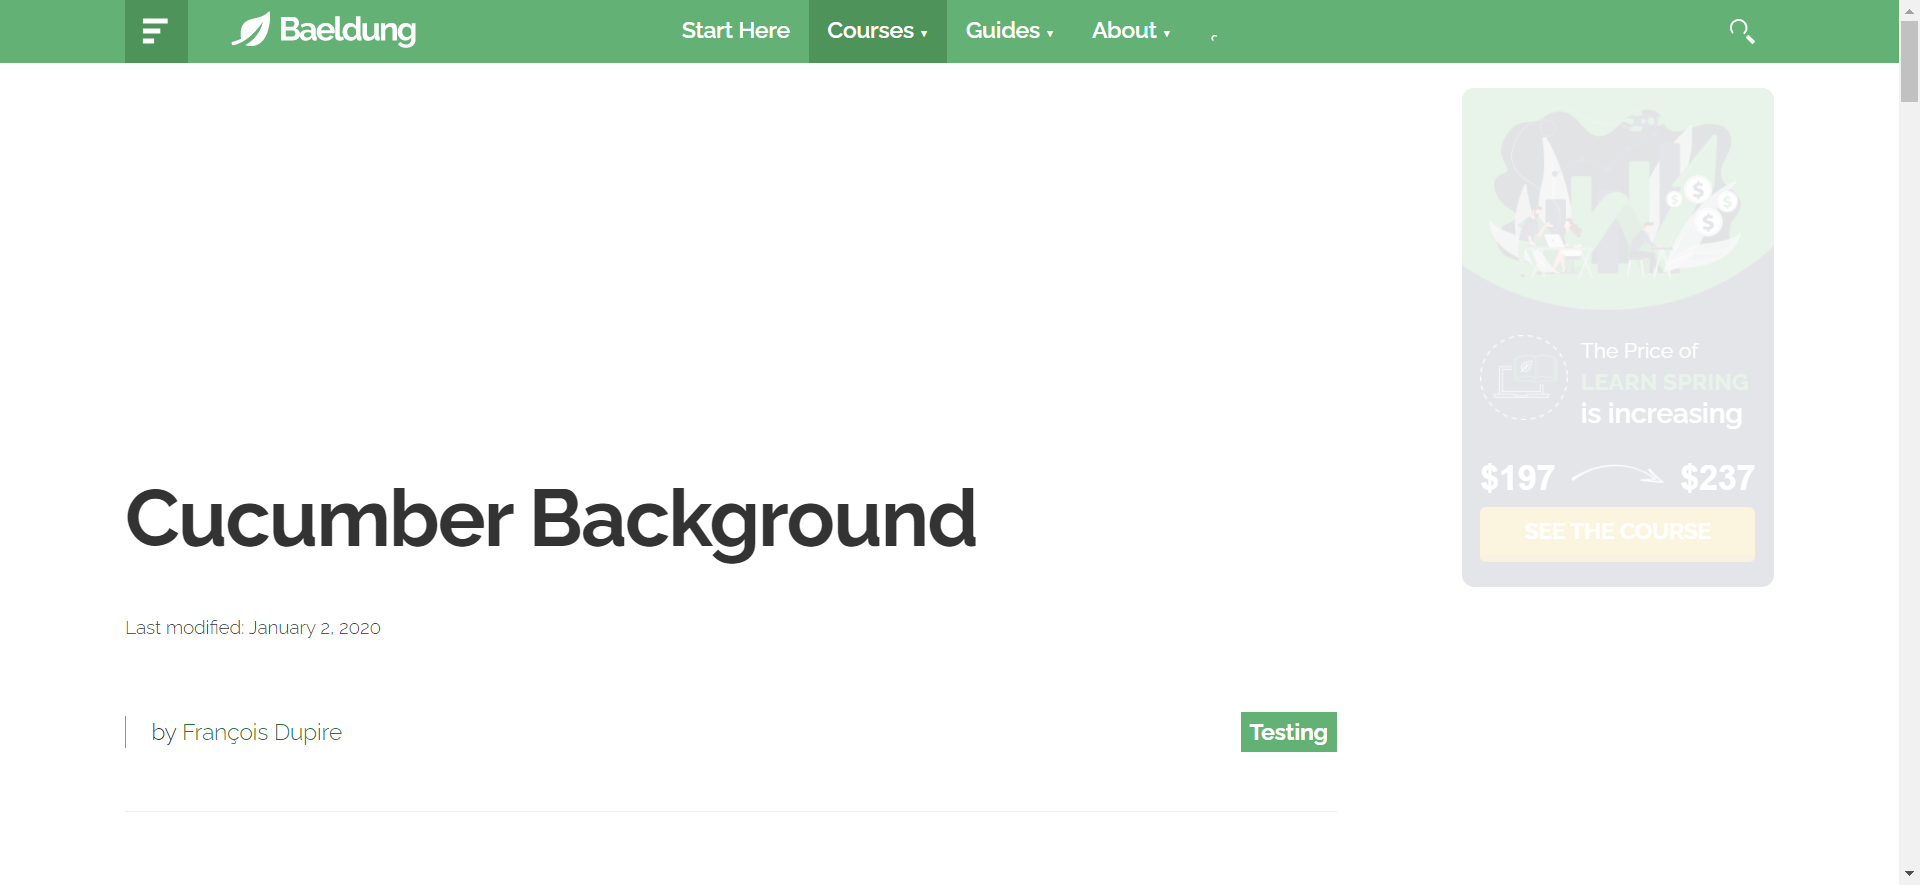 Baeldung
Start Here
Courses ▾
Guides ▾
About ▾
The Price of
LEARN SPRING
is increasing
$197
$237
SEE THE COURSE
Cucumber Background
Last modified: January 2, 2020
by François Dupire
Testing